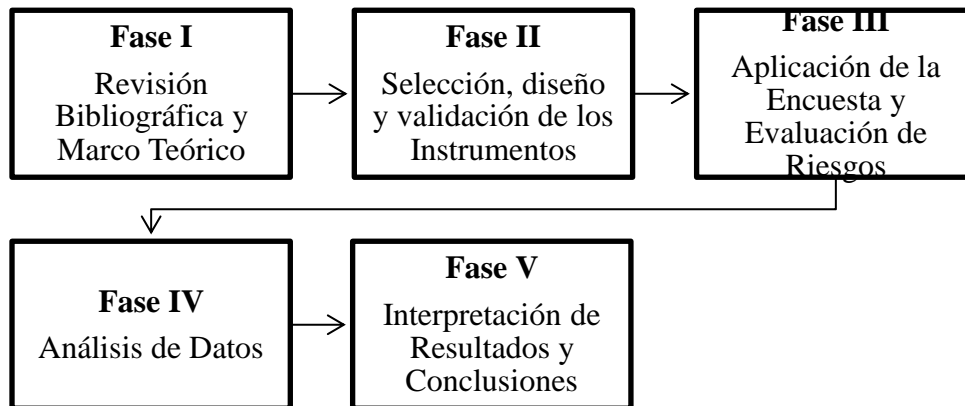 Fase I
Revisión
Bibliográfica y
Marco Teórico
Fase II
Selección, diseño
y validación de los
Instrumentos
Fase III
Aplicación de la
Encuesta y
Evaluación de
Riesgos
Fase IV
Análisis de Datos
Fase V
Interpretación de
Resultados y
Conclusiones